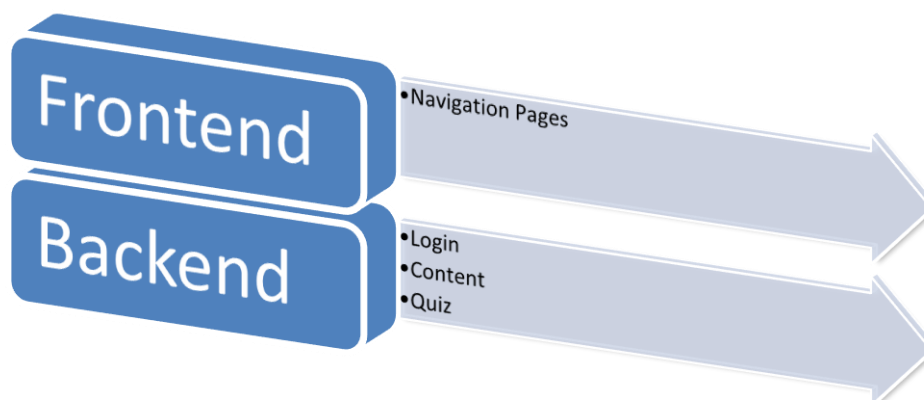 Frontend
•Navigation Pages
Backend
•Login
•Content
•Quiz